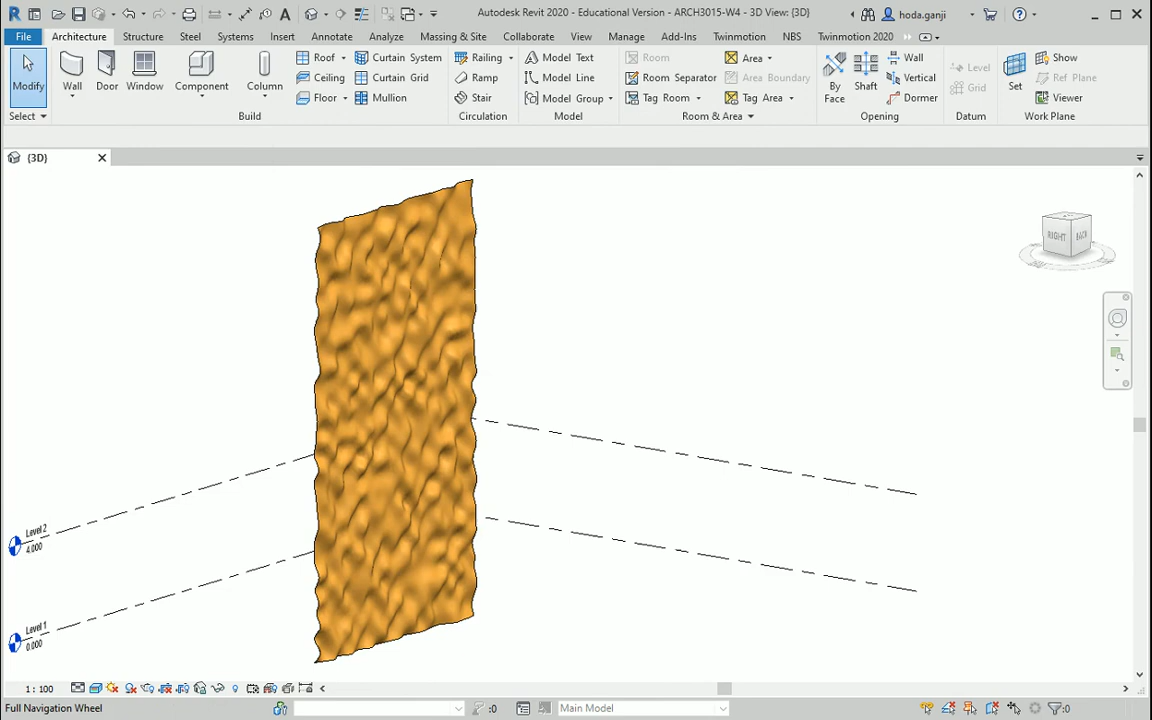 Autodesk Revit 2020 - Educational Version - ARCH3015-W4 - 3D View: {3D}
hoda.ganji
File Architecture Structure Steel Systems Insert Annotate Analyze Massing & Site Collaborate View Manage Add-Ins Twinmotion NBS Twinmotion 2020
Roof Curtain System Railing Model Text Room Area Wall Level Show
Ceiling Curtain Grid Ramp Model Line Room Separator Area Boundary Vertical Grid Ref Plane
Modify Wall Door Window Component Column By Shaft Set
Face
Floor Mullion Stair Model Group Tag Room Tag Area Dormer Viewer
Select Build Circulation Model Room & Area Opening Datum Work Plane
{3D}
RIGHT BACK
Level 2
4.000
Level 1
0.000
1 : 100
Full Navigation Wheel :0 Main Model :0